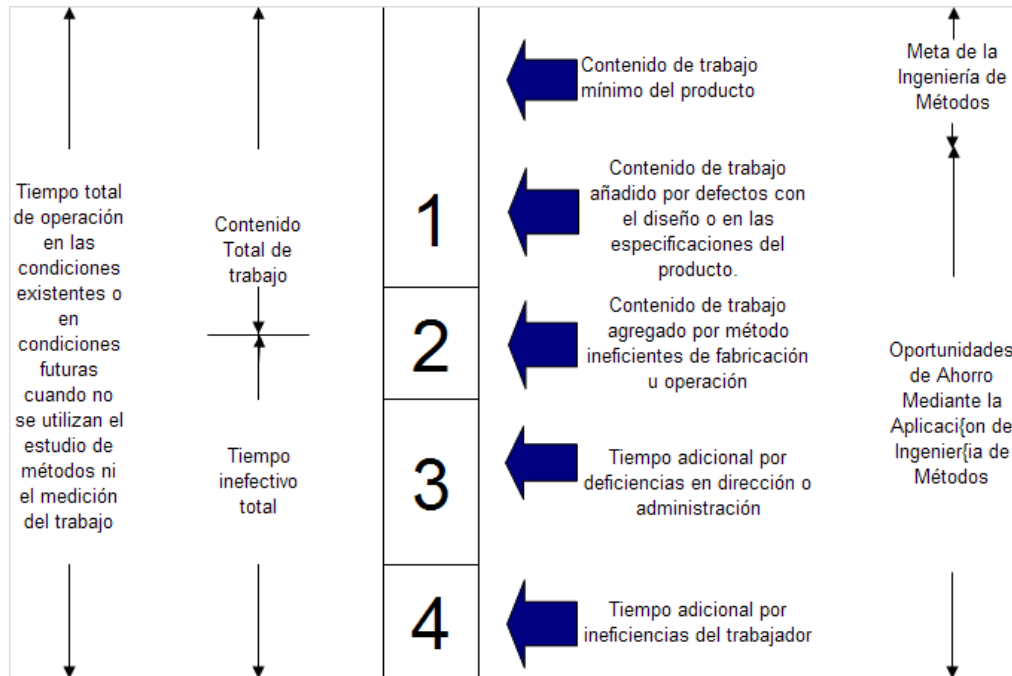 Tiempo total
de operación
en las
condiciones
existentes o
en
condiciones
futuras
cuando no
se utilizan el
estudio de
métodos ni
el medición
del trabajo
Contenido
Total de
trabajo
Tiempo
inefectivo
total
1
2
3
4
Contenido de trabajo
mínimo del producto
Contenido de trabajo
añadido por defectos con
el diseño o en las
especificaciones del
producto.
Contenido de trabajo
agregado por método
ineficientes de fabricación
u operación
Tiempo adicional por
deficiencias en dirección o
administración
Tiempo adicional por
ineficiencias del trabajador
Meta de la
Ingeniería de
Métodos
Oportunidades
de Ahorro
Mediante la
Aplicaci{on de
Ingenier{ia de
Métodos